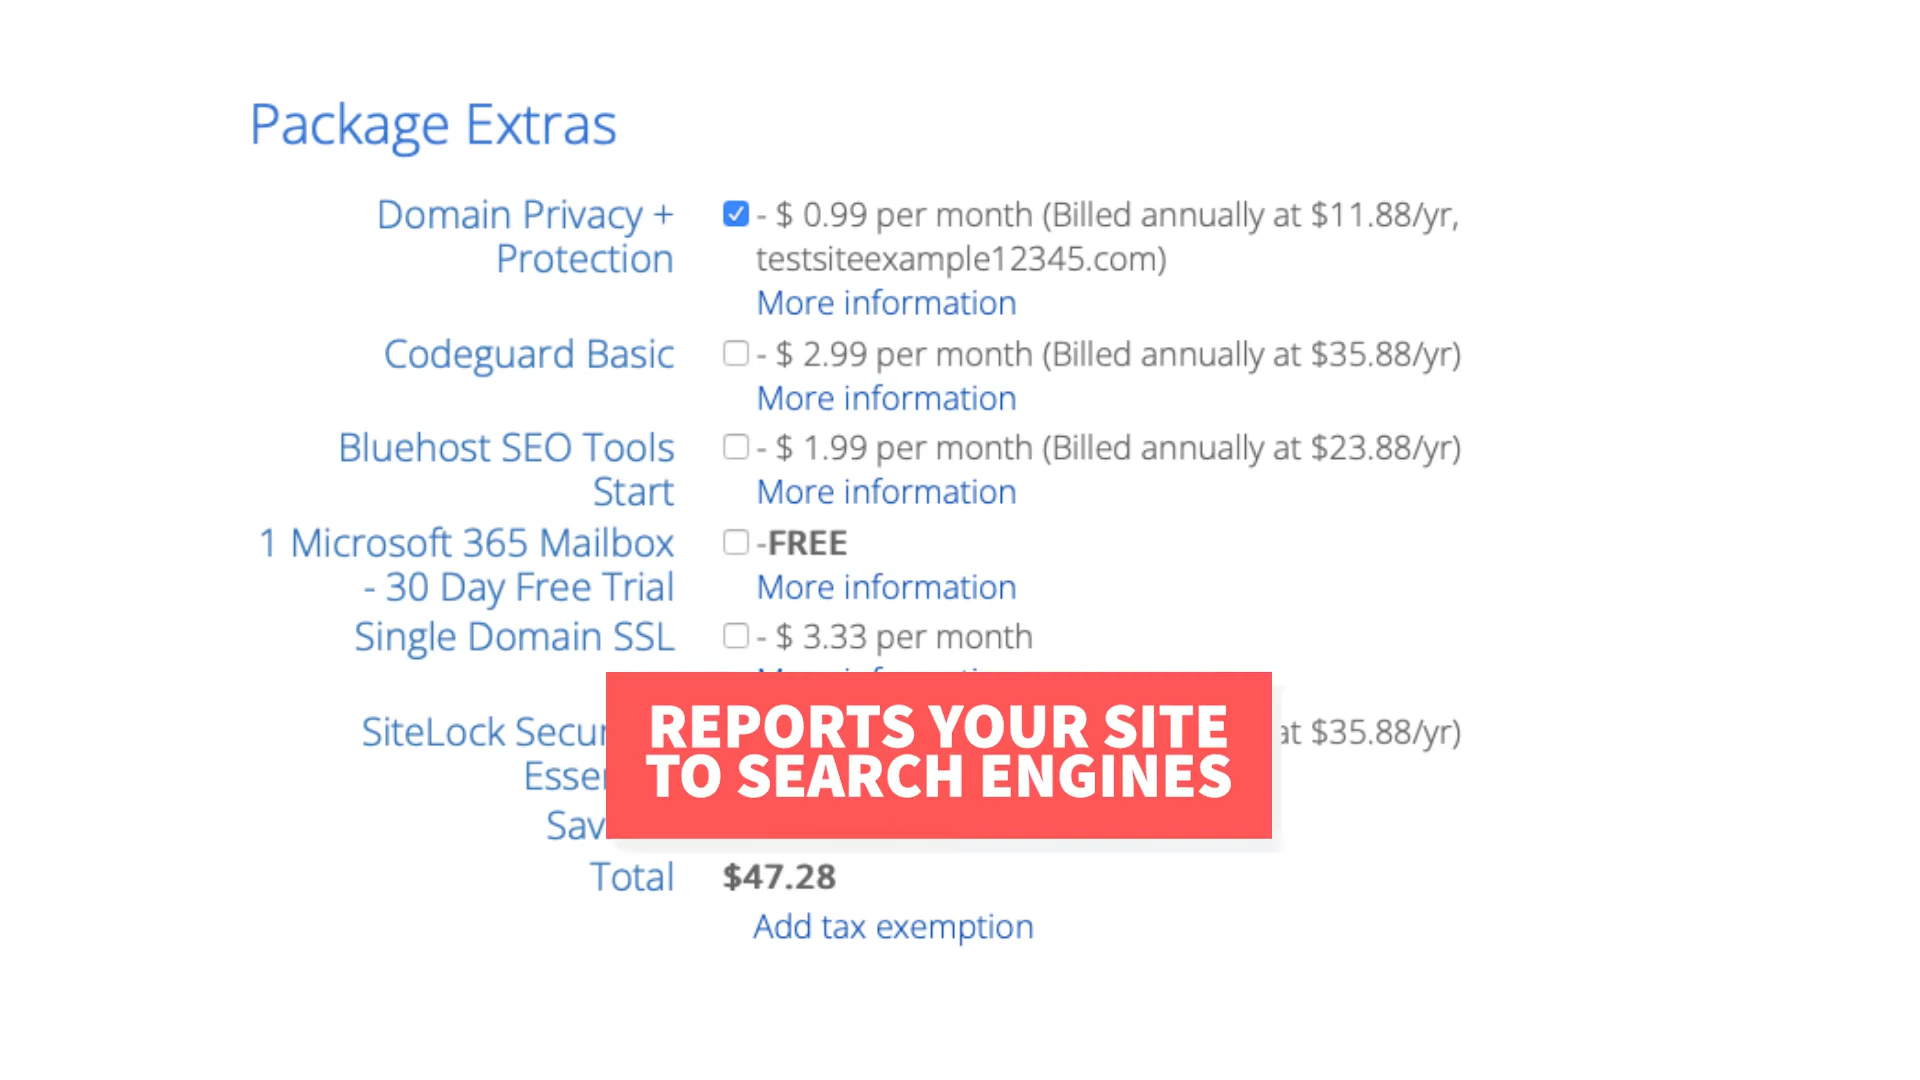 Package Extras
Domain Privacy + - $ 0.99 per month (Billed annually at $11.88/yr,
Protection testsiteexample12345.com)
More information
Codeguard Basic - $ 2.99 per month (Billed annually at $35.88/yr)
More information
Bluehost SEO Tools - $ 1.99 per month (Billed annually at $23.88/yr)
Start More information
1 Microsoft 365 Mailbox -FREE
- 30 Day Free Trial More information
Single Domain SSL - $ 3.33 per month
REPORTS YOUR SITE
TO SEARCH ENGINES
SiteLock at $35.88/yr)
Total $47.28
Add tax exemption